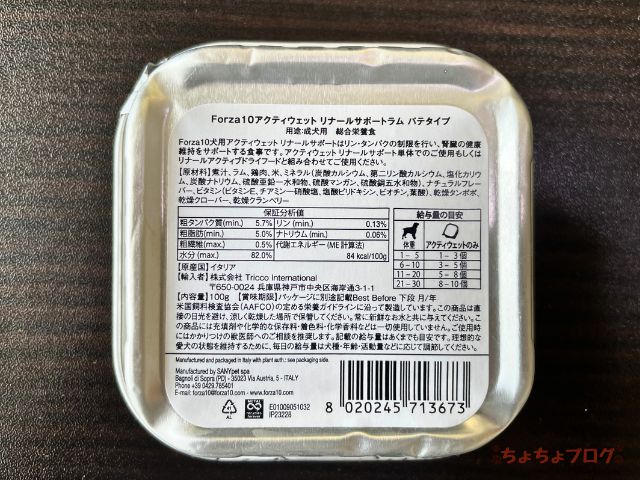 Forza10アクティウェット リナールサポートラム パテタイプ
用途:成犬用　総合栄養食
Forza10犬用アクティウェット リナールサポートはリン・タンパクの制限を行い、腎臓の健康
維持をサポートする食事です。アクティウェット リナールサポート単体でのご使用もしくは
リナールアクティブドライフードと組み合わせてご使用ください。
【原材料】煮汁、ラム、鶏肉、米、ミネラル(炭酸カルシウム、第二リン酸カルシウム、塩化カリウ
ム、炭酸ナトリウム、硫酸亜鉛一水和物、硫酸マンガン、硫酸銅五水和物)、ナチュラルフレー
バー、ビタミン(ビタミンE、チアミン一硝酸塩、塩酸ピリドキシン、ビオチン、葉酸)、乾燥タンポポ、
乾燥クローバー、乾燥クランベリー
保証分析値
粗タンパク質(min.) 5.7% リン(min.) 0.13%
粗脂肪(min.) 5.0% ナトリウム(min.) 0.06%
粗繊維(max.) 0.5% 代謝エネルギー(ME計算法)
水分(max.) 82.0% 84 kcal/100g
給与量の目安
体重 アクティウェットのみ
1-5 1-3個
6-10 3-5個
11-20 5-8個
21-30 8-10個
【原産国】イタリア
【輸入者】株式会社 Tricco International
〒650-0024 兵庫県神戸市中央区海岸通3-1-1
【内容量】100g 【賞味期限】パッケージに別途記載Best Before 下段 月/年
米国飼料検査協会(AAFCO)の定める栄養ガイドラインに沿って製造しています。この商品は直
接の日光を避け、涼しく乾燥した場所で保管してください。常に新鮮なお水と共に与えてください。こ
の商品には充填剤や化学的な保存料・着色料・化学香料などは一切使用していません。ご使用時
にはかかりつけの獣医師へのご相談を推奨します。記載の給与量はあくまでも目安です。理想的な
愛犬の状態を維持するために、毎日の給与量は犬種・年齢・活動量などに応じて調節してください。
Manufactured and packaged in Italy with plant auth.: see packaging side.
Manufactured by SANYpet spa
Bagnoli di Sopra (PD) - 35023 Via Austria, 5 - ITALY
Phone +39 0429.785401
E-mail: forza10@forza10.com - www.forza10.com
41
AL
E01009051032
IP23228
8 020245 713673
ちょちょブログ